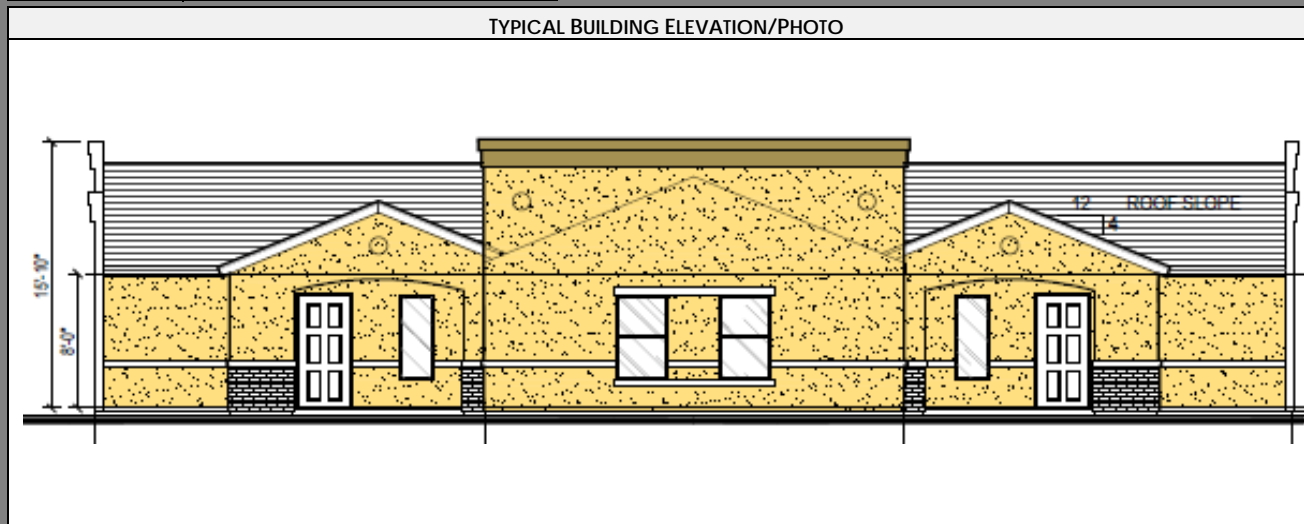 TYPICAL BUILDING ELEVATION/PHOTO
12 ROOF SLOPE
4
15'-10"
8'-0"